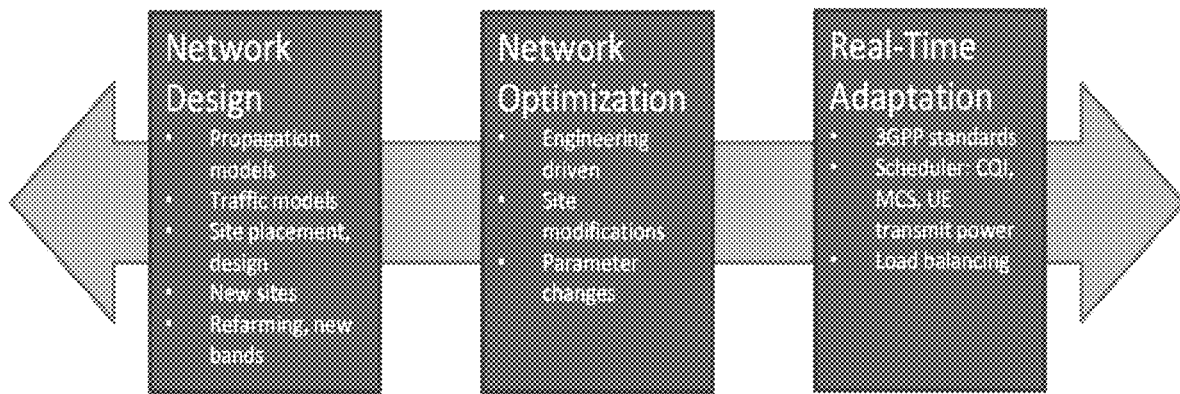 Network
Design
• Propagation
models
• Traffic models
• Site placement,
design
• New sites
• Refarming, new
bands
Network
Optimization
• Engineering
driven
• Site
modifications
• Parameter
changes
Real-Time
Adaptation
• 3GPP standards
• Scheduler- CQI,
MCS, UE
transmit power
• Load balancing